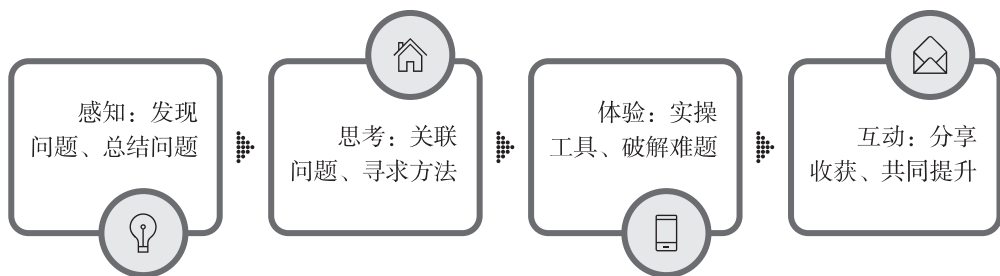 感知：发现
问题、总结问题
思考：关联
问题、寻求方法
体验：实操
工具、破解难题
互动：分享
收获、共同提升